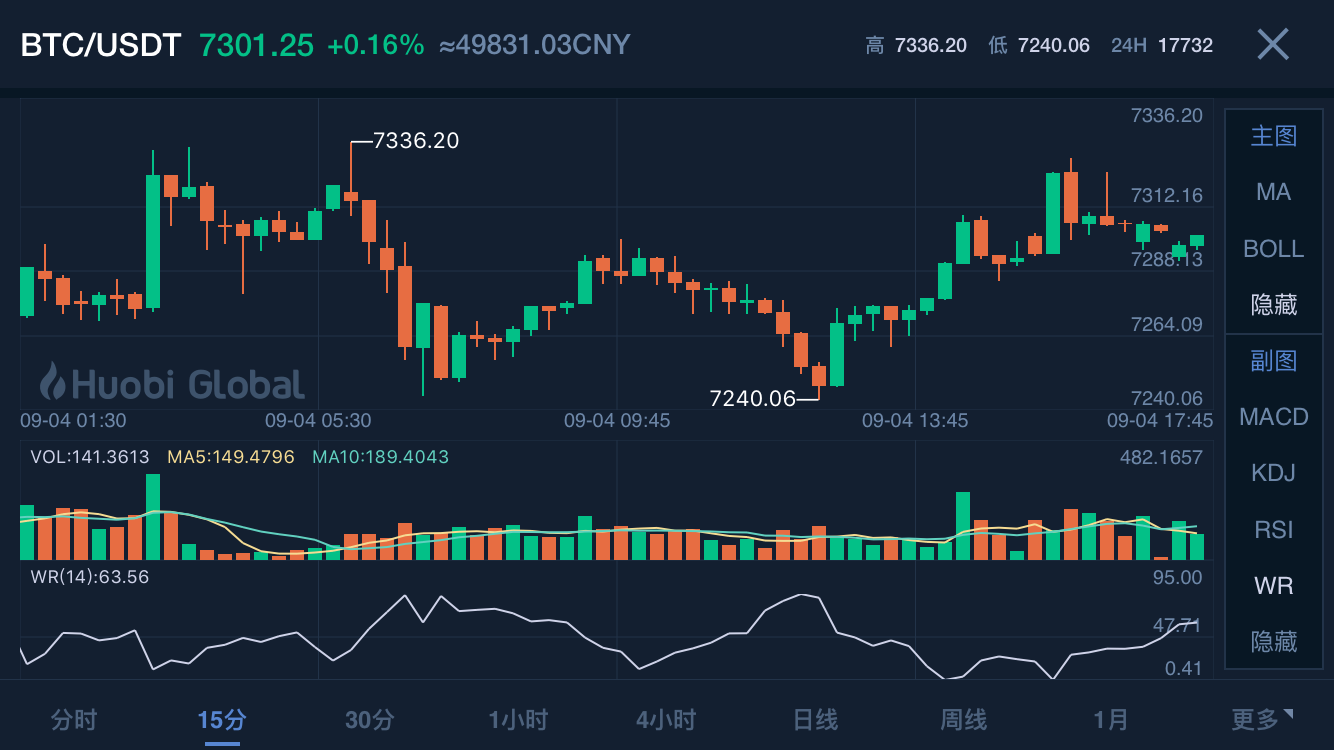 BTC/USDT 7301.25 +0.16% ≈49831.03CNY 高 7336.20 低 7240.06 24H 17732
7336.20
7336.20
7312.16
7288.13
7264.09
7240.06
7240.06
Huobi Global
09-04 01:30 09-04 05:30 09-04 09:45 09-04 13:45 09-04 17:45
VOL:141.3613 MA5:149.4796 MA10:189.4043 482.1657
WR(14):63.56 95.00
47.71
0.41
主图
MA
BOLL
隐藏
副图
MACD
KDJ
RSI
WR
隐藏
分时 15分 30分 1小时 4小时 日线 周线 1月 更多